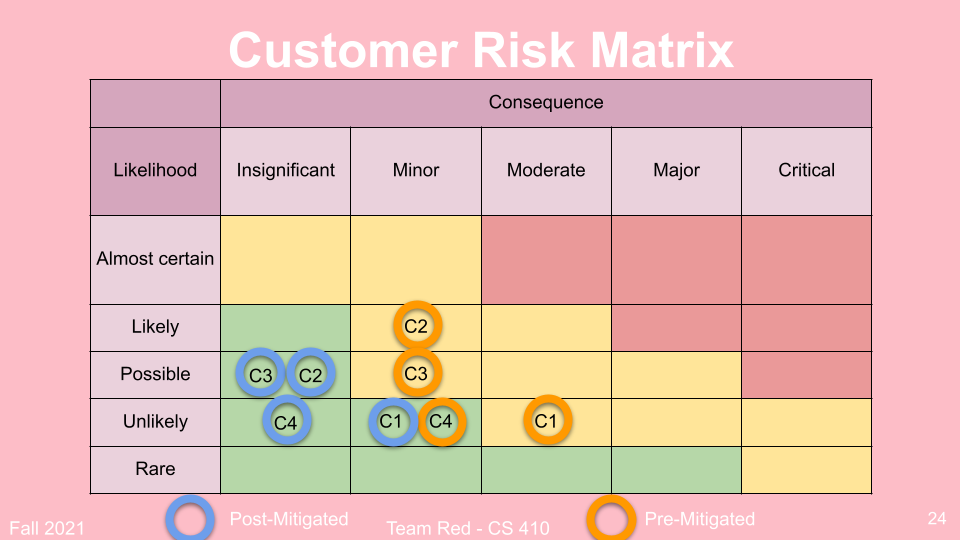 Customer Risk Matrix
Consequence
Likelihood Insignificant Minor Moderate Major Critical
Almost certain
Likely C2
Possible C3 C2 C3
Unlikely C4 C1 C4 C1
Rare
Post-Mitigated Pre-Mitigated
Fall 2021 Team Red - CS 410 24